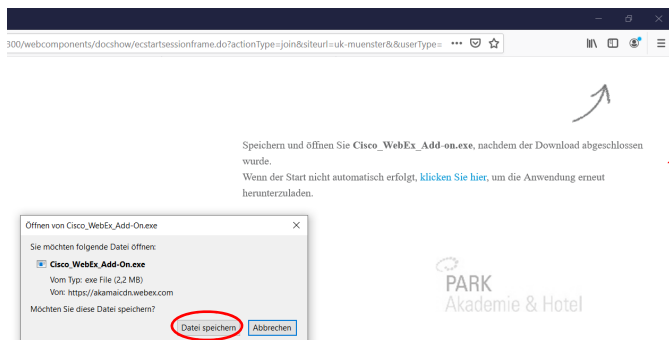 300/webcomponents/docshow/ecstartsessionframe.do?actionType=join&siteurl=uk-muenster&&userType=
Speichern und öffnen Sie Cisco_WebEx_Add-on.exe, nachdem der Download abgeschlossen
wurde.
Wenn der Start nicht automatisch erfolgt, klicken Sie hier, um die Anwendung erneut
herunterzuladen.
Öffnen von Cisco_WebEx_Add-On.exe
Sie möchten folgende Datei öffnen:
Cisco_WebEx_Add-On.exe
Vom Typ: exe File (2,2 MB)
Von: https://akamaicdn.webex.com
Möchten Sie diese Datei speichern?
Datei speichern Abbrechen
PARK
Akademie & Hotel